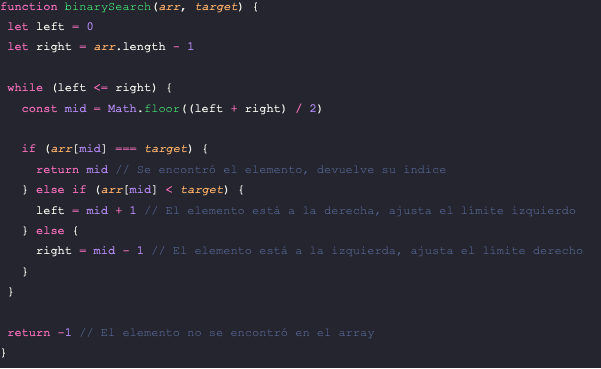 function binarySearch(arr, target) {
let left = 0
let right = arr.length - 1
while (left <= right) {
const mid = Math.floor((left + right) / 2)
if (arr[mid] === target) {
return mid // Se encontró el elemento, devuelve su índice
} else if (arr[mid] < target) {
left = mid + 1 // El elemento está a la derecha, ajusta el límite izquierdo
} else {
right = mid - 1 // El elemento está a la izquierda, ajusta el límite derecho
}
}
return -1 // El elemento no se encontró en el array
}